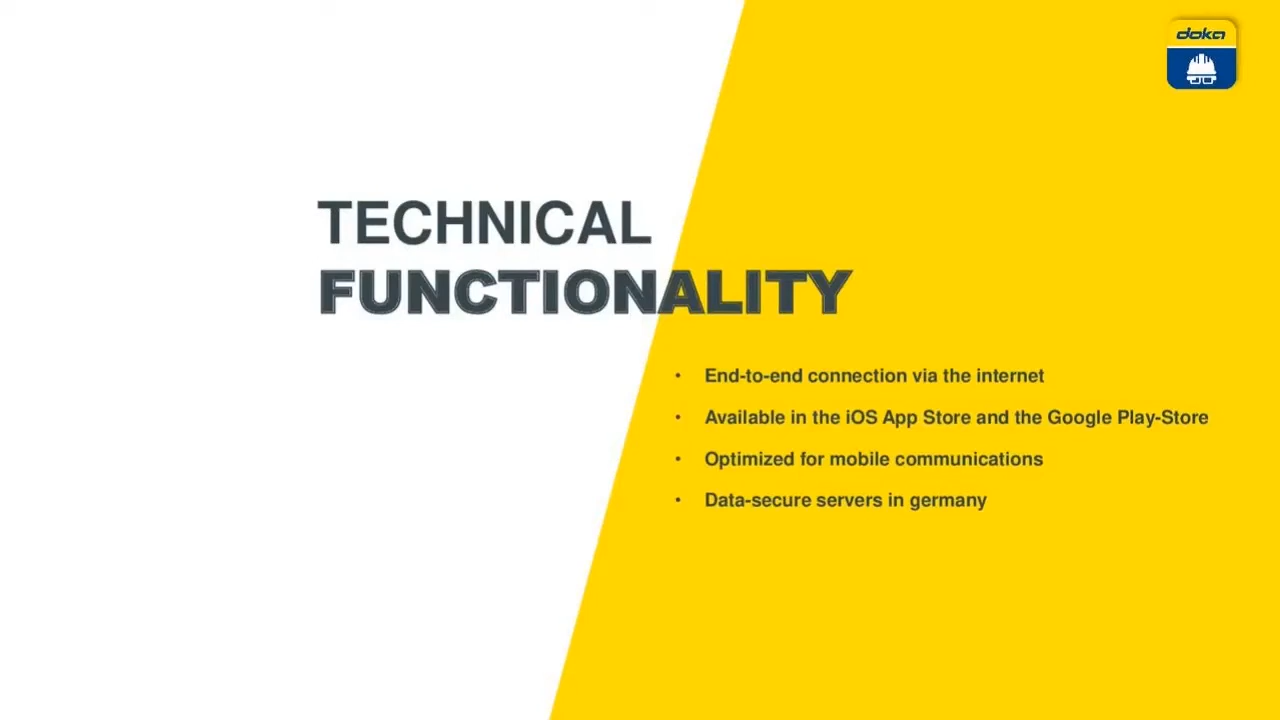 doka
TECHNICAL
FUNCTIONALITY
• End-to-end connection via the internet
• Available in the iOS App Store and the Google Play-Store
• Optimized for mobile communications
• Data-secure servers in germany